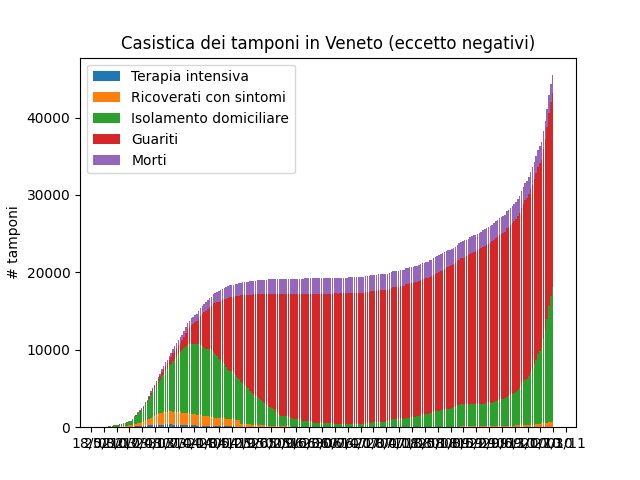 Casistica dei tamponi in Veneto (eccetto negativi)
Terapia intensiva
Ricoverati con sintomi
Isolamento domiciliare
Guariti
Morti
# tamponi
40000
30000
20000
10000
0